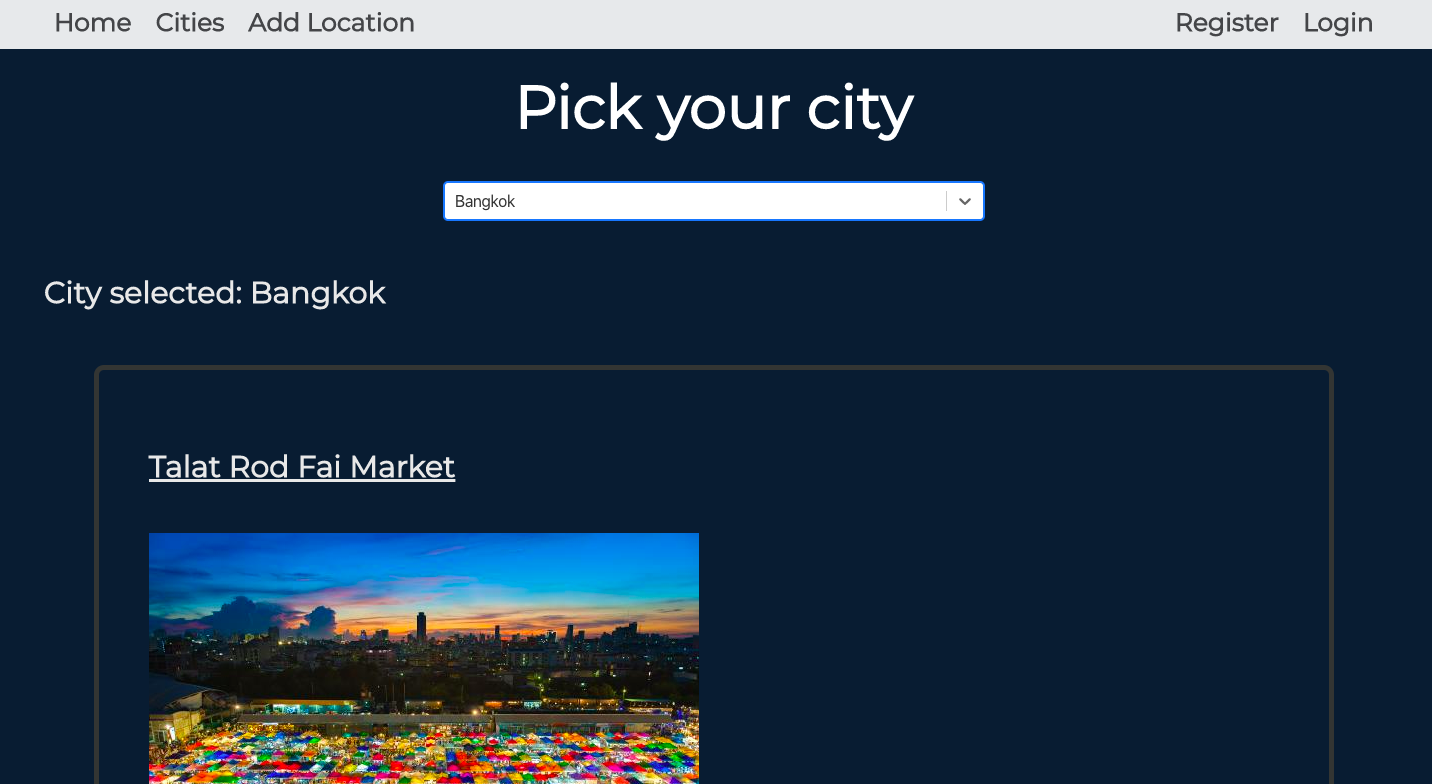 Home Cities Add Location Register Login
Pick your city
Bangkok
City selected: Bangkok
Talat Rod Fai Market